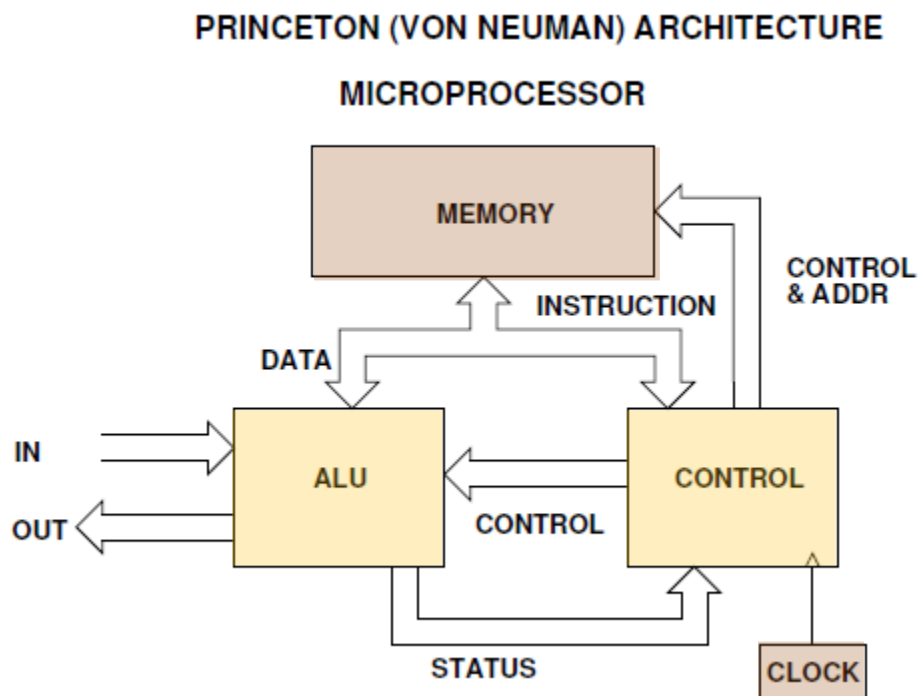 PRINCETON (VON NEUMAN) ARCHITECTURE
MICROPROCESSOR
MEMORY
CONTROL
& ADDR
INSTRUCTION
DATA
IN
ALU
CONTROL
OUT
CONTROL
STATUS
CLOCK